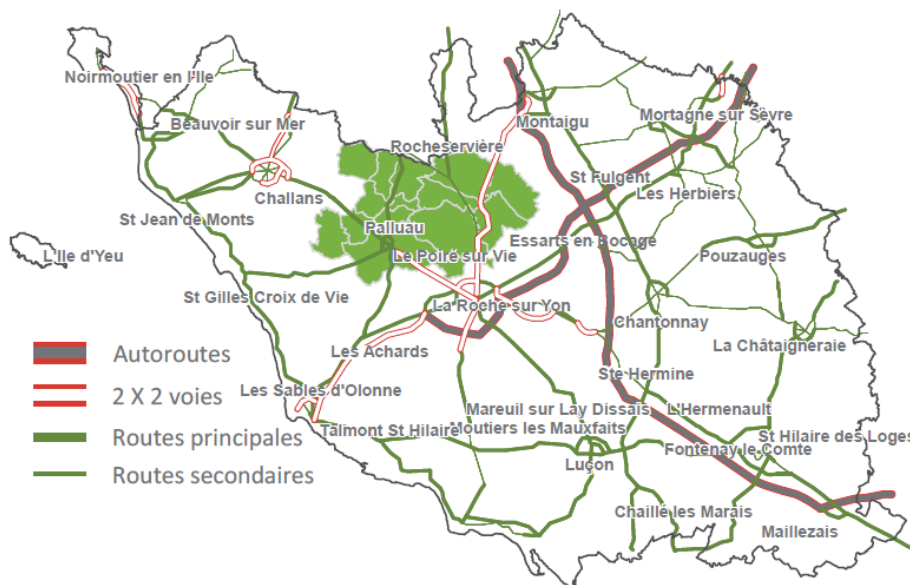 Noirmoutier en l'Ile
Beauvoir sur Mer
Challans
St Jean de Monts
L'Ile d'Yeu
Rocheservière
Montaigu
Mortagne sur Sèvre
St Fulgent
Les Herbiers
Palluau
Le Poiré sur Vie
Essarts en Bocage
Pouzauges
St Gilles Croix de Vie
La Roche sur Yon
Chantonnay
La Châtaigneraie
Les Achards
Ste Hermine
Les Sables d'Olonne
Talmont St Hilaire
Mareuil sur Lay Dissais
Moutiers les Mauxfaits
L'Hermenault
St Hilaire des Loges
Fontenay le Comte
Luçon
Chaillé les Marais
Maillezais
Autoroutes
2 X 2 voies
Routes principales
Routes secondaires